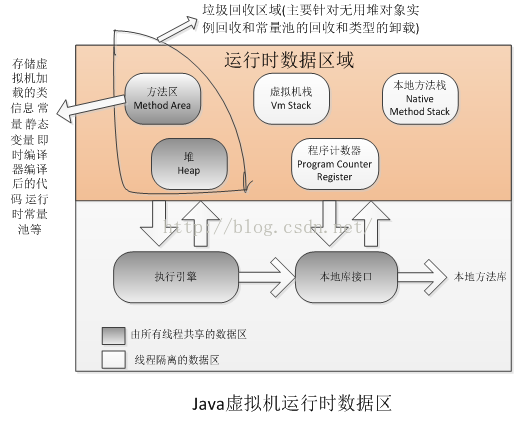 垃圾回收区域(主要针对无用堆对象实
例回收和常量池的回收和类型的卸载)
运行时数据区域
存储虚
拟机加
载的类
信息 常
量 静态
变量 即
时编译
器编译
后的代
码 运行
时常量
池等
方法区
Method Area
虚拟机栈
Vm Stack
本地方法栈
Native
Method Stack
堆
Heap
程序计数器
Program Counter
Register
http://blog.csdn.net/
执行引擎
本地库接口
本地方法库
由所有线程共享的数据区
线程隔离的数据区
Java虚拟机运行时数据区